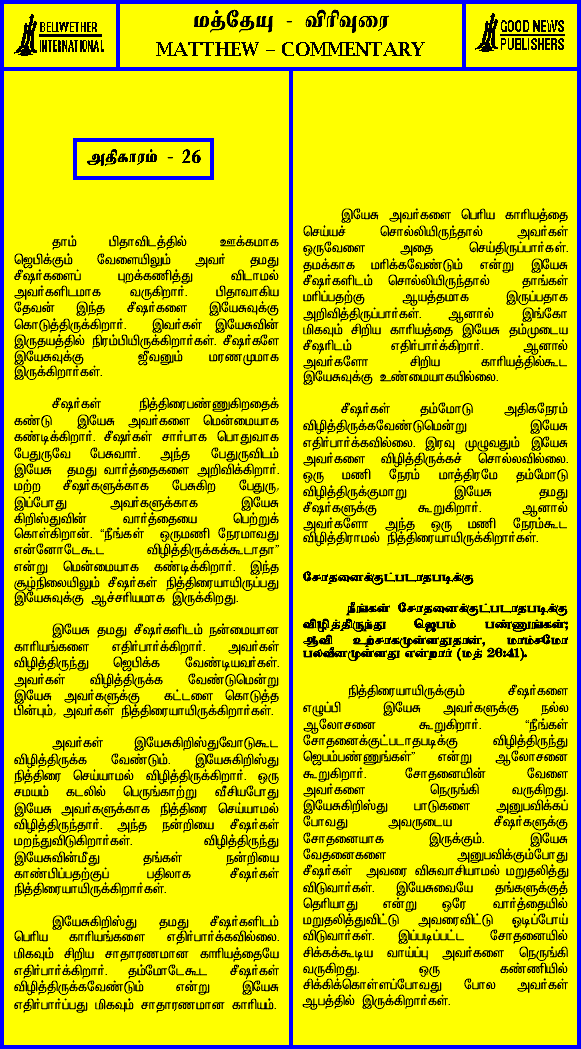 BELIWETHER
INTERNATIONAL
மத்தேயு - விரிவுரை
MATTHEW – COMMENTARY
GOOD NEWS
PUBLISHERS
அதிகாரம் - 26
தாம் பிதாவிடத்தில் ஊக்கமாக
ஜெபிக்கும் வேளையிலும் அவர் தமது
சீஷர்களைப் புறக்கணித்து விடாமல்
அவர்களிடமாக வருகிறார். பிதாவாகிய
தேவன் இந்த சீஷர்களை இயேசுவுக்கு
கொடுத்திருக்கிறார். இவர்கள் இயேசுவின்
இருதயத்தில் நிரம்பியிருக்கிறார்கள். சீஷர்களே
இயேசுவுக்கு ஜீவனும் மரணமுமாக
இருக்கிறார்கள்.
சீஷர்கள் நித்திரைபண்ணுகிறதைக்
கண்டு இயேசு அவர்களை மென்மையாக
கண்டிக்கிறார். சீஷர்கள் சார்பாக பொதுவாக
பேதுருவே பேசுவார். அந்த பேதுருவிடம்
இயேசு தமது வார்த்தைகளை அறிவிக்கிறார்.
மற்ற சீஷர்களுக்காக பேசுகிற பேதுரு,
இப்போது அவர்களுக்காக இயேசு
கிறிஸ்துவின் வார்த்தையை பெற்றுக்
கொள்கிறான். “நீங்கள் ஒருமணி நேரமாவது
என்னோடேகூட விழித்திருக்கக்கூடாதா”
என்று மென்மையாக கண்டிக்கிறார். இந்த
சூழ்நிலையிலும் சீஷர்கள் நித்திரையாயிருப்பது
இயேசுவுக்கு ஆச்சரியமாக இருக்கிறது.
இயேசு தமது சீஷர்களிடம் நன்மையான
காரியங்களை எதிர்பார்க்கிறார். அவர்கள்
விழித்திருந்து ஜெபிக்க வேண்டியவர்கள்.
அவர்கள் விழித்திருக்க வேண்டுமென்று
இயேசு அவர்களுக்கு கட்டளை கொடுத்த
பின்பும், அவர்கள் நித்திரையாயிருக்கிறார்கள்.
அவர்கள் இயேசுகிறிஸ்துவோடுகூட
விழித்திருக்க வேண்டும். இயேசுகிறிஸ்து
நித்திரை செய்யாமல் விழித்திருக்கிறார். ஒரு
சமயம் கடலில் பெருங்காற்று வீசியபோது
இயேசு அவர்களுக்காக நித்திரை செய்யாமல்
விழித்திருந்தார். அந்த நன்றியை சீஷர்கள்
மறந்துவிடுகிறார்கள். விழித்திருந்து
இயேசுவின்மீது தங்கள் நன்றியை
காண்பிப்பதற்குப் பதிலாக சீஷர்கள்
நித்திரையாயிருக்கிறார்கள்.
இயேசுகிறிஸ்து தமது சீஷர்களிடம்
பெரிய காரியங்களை எதிர்பார்க்கவில்லை.
மிகவும் சிறிய சாதாரணமான காரியத்தையே
எதிர்பார்க்கிறார். தம்மோடேகூட சீஷர்கள்
விழித்திருக்கவேண்டும் என்று இயேசு
எதிர்பார்ப்பது மிகவும் சாதாரணமான காரியம்.
இயேசு அவர்களை பெரிய காரியத்தை
செய்யச் சொல்லியிருந்தால் அவர்கள்
ஒருவேளை அதை செய்திருப்பார்கள்.
தமக்காக மரிக்கவேண்டும் என்று இயேசு
சீஷர்களிடம் சொல்லியிருந்தால் தாங்கள்
மரிப்பதற்கு ஆயத்தமாக இருப்பதாக
அறிவித்திருப்பார்கள். ஆனால் இங்கோ
மிகவும் சிறிய காரியத்தை இயேசு தம்முடைய
சீஷரிடம் எதிர்பார்க்கிறார். ஆனால்
அவர்களோ சிறிய காரியத்தில்கூட
இயேசுவுக்கு உண்மையாகயில்லை.
சீஷர்கள் தம்மோடு அதிகநேரம்
விழித்திருக்கவேண்டுமென்று இயேசு
எதிர்பார்க்கவில்லை. இரவு முழுவதும் இயேசு
அவர்களை விழித்திருக்கச் சொல்லவில்லை.
ஒரு மணி நேரம் மாத்திரமே தம்மோடு
விழித்திருக்குமாறு இயேசு தமது
சீஷர்களுக்கு கூறுகிறார். ஆனால்
அவர்களோ அந்த ஒரு மணி நேரம்கூட
விழித்திராமல் நித்திரையாயிருக்கிறார்கள்.
சோதனைக்குட்படாதபடிக்கு
நீங்கள் சோதனைக்குட்படாதபடிக்கு
விழித்திருந்து ஜெபம் பண்ணுங்கள்;
ஆவி உற்சாகமுள்ளதுதான், மாம்சமோ
பலவீனமுள்ளது என்றார் (மத் 26:41).
நித்திரையாயிருக்கும் சீஷர்களை
எழுப்பி இயேசு அவர்களுக்கு நல்ல
ஆலோசனை கூறுகிறார். “நீங்கள்
சோதனைக்குட்படாதபடிக்கு விழித்திருந்து
ஜெபம்பண்ணுங்கள்” என்று ஆலோசனை
கூறுகிறார். சோதனையின் வேளை
அவர்களை நெருங்கி வருகிறது.
இயேசுகிறிஸ்து பாடுகளை அனுபவிக்கப்
போவது அவருடைய சீஷர்களுக்கு
சோதனையாக இருக்கும். இயேசு
வேதனைகளை அனுபவிக்கும்போது
சீஷர்கள் அவரை விசுவாசியாமல் மறுதலித்து
விடுவார்கள். இயேசுவையே தங்களுக்குத்
தெரியாது என்று ஒரே வார்த்தையில்
மறுதலித்துவிட்டு அவரைவிட்டு ஓடிப்போய்
விடுவார்கள். இப்படிப்பட்ட சோதனையில்
சிக்கக்கூடிய வாய்ப்பு அவர்களை நெருங்கி
வருகிறது. ஒரு கண்ணியில்
சிக்கிக்கொள்ளப்போவது போல அவர்கள்
ஆபத்தில் இருக்கிறார்கள்.